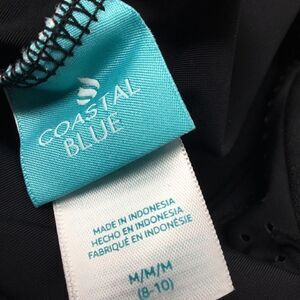 COASTAL
BLUE
MADE IN INDONESIA
HECHO EN INDONESIA
FABRIQUÉ EN INDONÉSIE
M/M/M
(8-10)